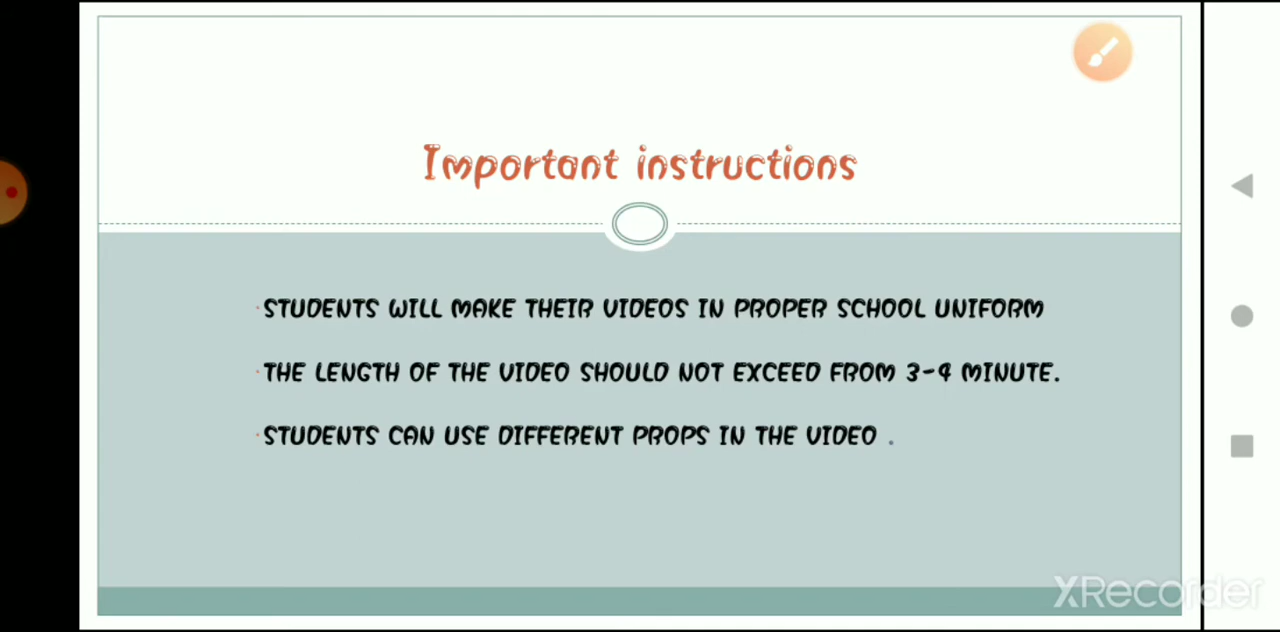 Important instructions
STUDENTS WILL MAKE THEIR VIDEOS IN PROPER SCHOOL UNIFORM
THE LENGTH OF THE VIDEO SHOULD NOT EXCEED FROM 3-4 MINUTE.
STUDENTS CAN USE DIFFERENT PROPS IN THE VIDEO .
XRecorder